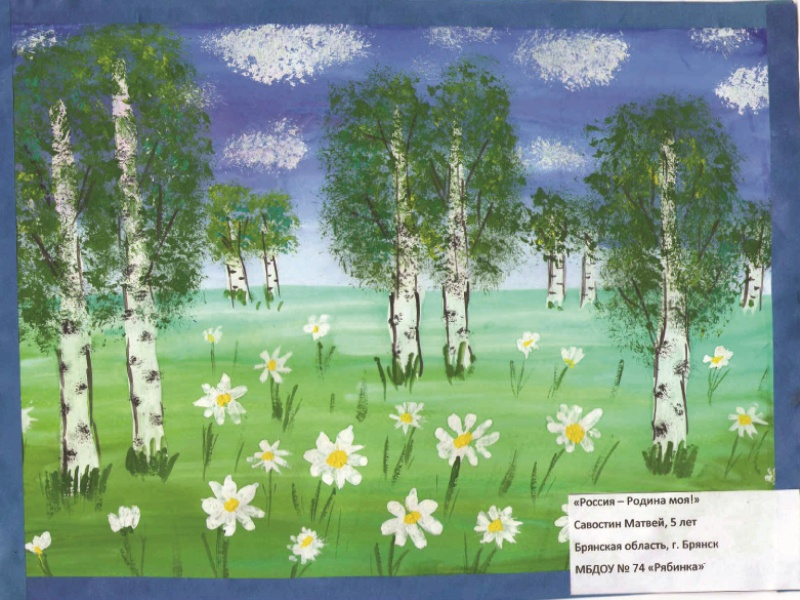 «Россия – Родина моя!»
Савостин Матвей, 5 лет
Брянская область, г. Брянск
МБДОУ № 74 «Рябинка»